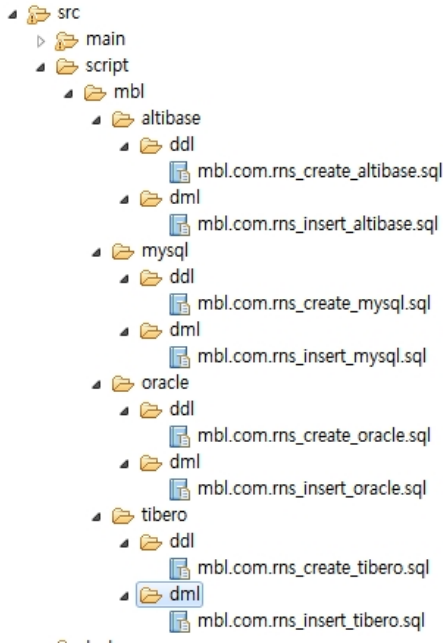 src
main
script
mbl
altibase
ddl
mbl.com.rns_create_altibase.sql
dml
mbl.com.rns_insert_altibase.sql
mysql
ddl
mbl.com.rns_create_mysql.sql
dml
mbl.com.rns_insert_mysql.sql
oracle
ddl
mbl.com.rns_create_oracle.sql
dml
mbl.com.rns_insert_oracle.sql
tibero
ddl
mbl.com.rns_create_tibero.sql
dml
mbl.com.rns_insert_tibero.sql